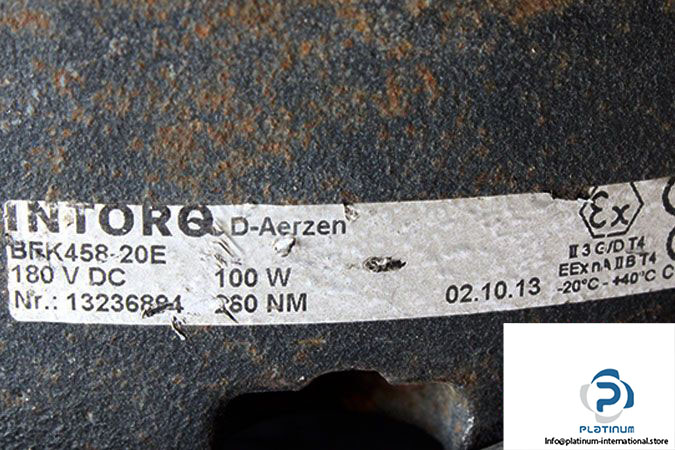 INTORQ D-Aerzen
BFK458-20E
180 V DC 100 W
Nr.: 13236894 260 NM
02.10.13
Ex
II 3 G/D T4
EEx nA II B T4
-20°C - +40°C
P
PLATINUM
Info@platinum-international.store